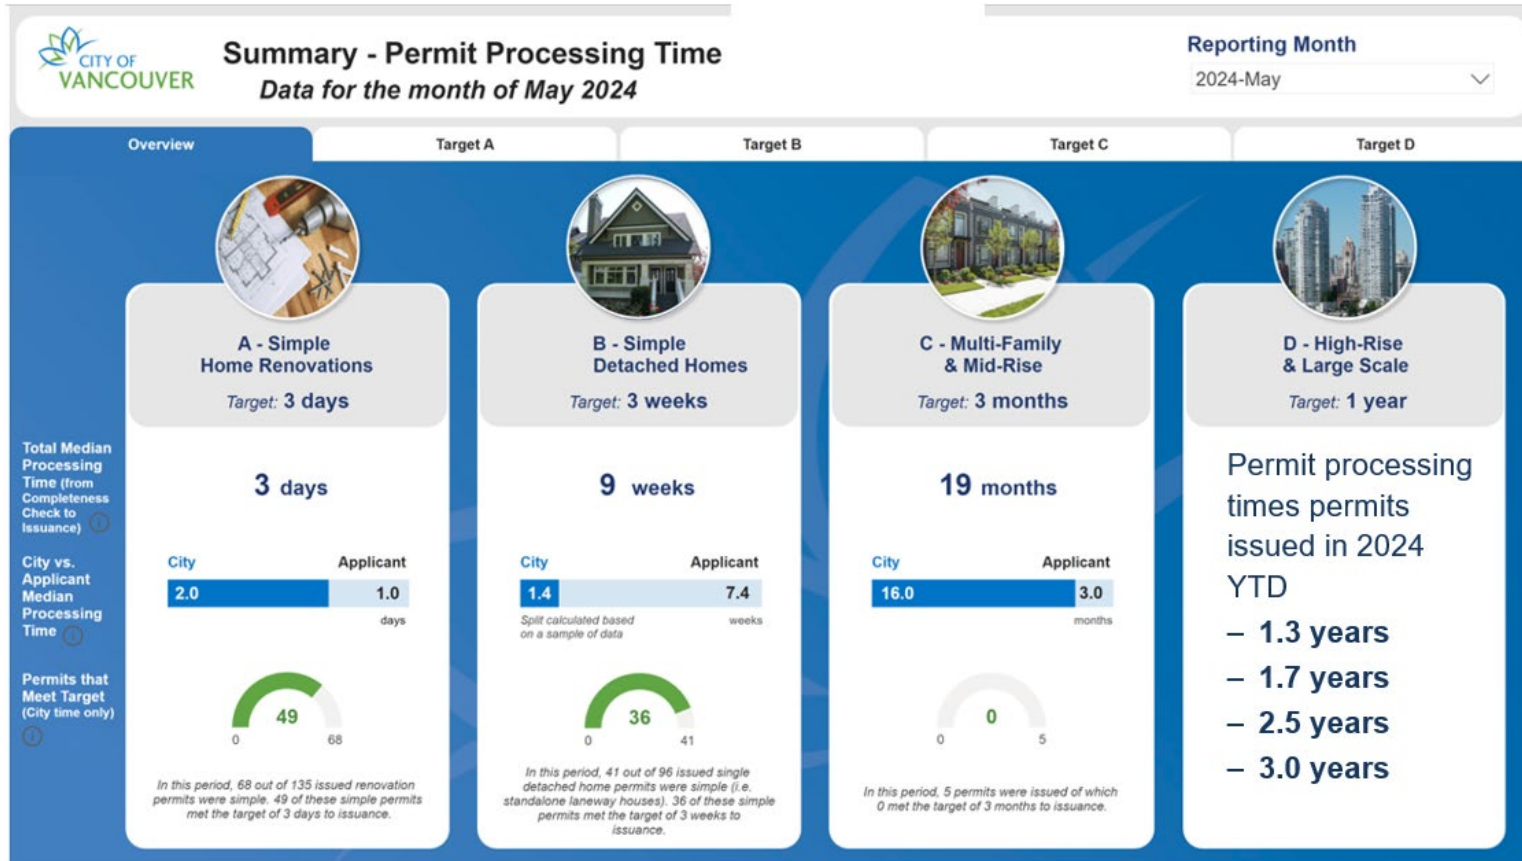 CITY OF
VANCOUVER
Summary - Permit Processing Time
Data for the month of May 2024
Reporting Month
2024-May
Overview
Target A
Target B
Target C
Target D
A - Simple
Home Renovations
Target: 3 days
B - Simple
Detached Homes
Target: 3 weeks
C - Multi-Family
& Mid-Rise
Target: 3 months
D - High-Rise
& Large Scale
Target: 1 year
Total Median
Processing
Time (from
Completeness
Check to
Issuance) i
3 days
9 weeks
19 months
City vs.
Applicant
Median
Processing
Time i
City Applicant
2.0 1.0
days
City Applicant
1.4 7.4
Split calculated based weeks
on a sample of data
City Applicant
16.0 3.0
months
Permits that
Meet Target
(City time only)
i
49
0 68
36
0 41
0
0 5
In this period, 68 out of 135 issued renovation
permits were simple. 49 of these simple permits
met the target of 3 days to issuance.
In this period, 41 out of 96 issued single
detached home permits were simple (i.e.
standalone laneway houses). 36 of these simple
permits met the target of 3 weeks to
issuance.
In this period, 5 permits were issued of which
0 met the target of 3 months to issuance.
Permit processing
times permits
issued in 2024
YTD
– 1.3 years
– 1.7 years
– 2.5 years
– 3.0 years